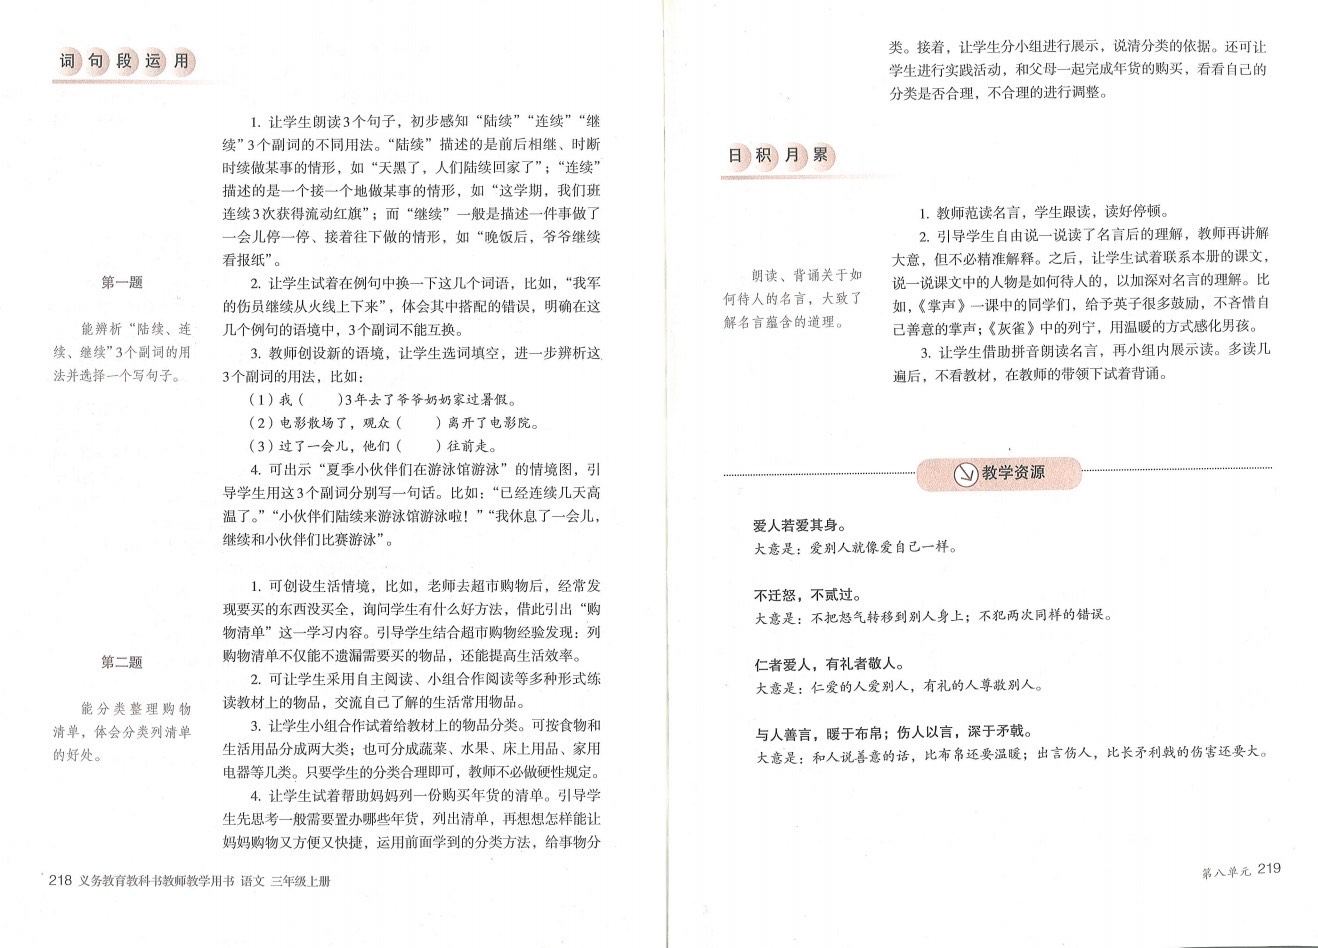 词句段运用
1. 让学生朗读3个句子，初步感知“陆续”“连续”“继
续”3个副词的不同用法。“陆续”描述的是前后相继、时断
时续做某事的情形，如“天黑了，人们陆续回家了”；“连续”
描述的是一个接一个地做某事的情形，如“这学期，我们班
连续3次获得流动红旗”；而“继续”一般是描述一件事做了
一会儿停一停、接着往下做的情形，如“晚饭后，爷爷继续
看报纸”。
第一题
能辨析“陆续、连
续、继续”3个副词的用
法并选择一个写句子。
2. 让学生试着在例句中换一下这几个词语，比如，“我军
的伤员继续从火线上下来”，体会其中搭配的错误，明确在这
几个例句的语境中，3个副词不能互换。
3. 教师创设新的语境，让学生选词填空，进一步辨析这
3个副词的用法，比如：
（1）我（　　）3年去了爷爷奶奶家过暑假。
（2）电影散场了，观众（　　）离开了电影院。
（3）过了一会儿，他们（　　）往前走。
4. 可出示“夏季小伙伴们在游泳馆游泳”的情境图，引
导学生用这3个副词分别写一句话。比如：“已经连续几天高
温了。”“小伙伴们陆续来游泳馆游泳啦！”“我休息了一会儿，
继续和小伙伴们比赛游泳”。
1. 可创设生活情境，比如，老师去超市购物后，经常发
现要买的东西没买全，询问学生有什么好方法，借此引出“购
物清单”这一学习内容。引导学生结合超市购物经验发现：列
购物清单不仅能不遗漏需要买的物品，还能提高生活效率。
第二题
能分类整理购物
清单，体会分类列清单
的好处。
2. 可让学生采用自主阅读、小组合作阅读等多种形式练
读教材上的物品，交流自己了解的生活常用物品。
3. 让学生小组合作试着给教材上的物品分类。可按食物和
生活用品分成两大类；也可分成蔬菜、水果、床上用品、家用
电器等几类。只要学生的分类合理即可，教师不必做硬性规定。
4. 让学生试着帮助妈妈列一份购买年货的清单。引导学
生先思考一般需要置办哪些年货，列出清单，再想想怎样能让
妈妈购物又方便又快捷，运用前面学到的分类方法，给事物分
218 义务教育教科书教师教学用书 语文 三年级上册
类。接着，让学生分小组进行展示，说清分类的依据。还可让
学生进行实践活动，和父母一起完成年货的购买，看看自己的
分类是否合理，不合理的进行调整。
日积月累
1. 教师范读名言，学生跟读，读好停顿。
2. 引导学生自由说一说读了名言后的理解，教师再讲解
大意，但不必精准解释。之后，让学生试着联系本册的课文，
说一说课文中的人物是如何待人的，以加深对名言的理解。比
如，《掌声》一课中的同学们，给予英子很多鼓励，不吝惜自
己善意的掌声；《灰雀》中的列宁，用温暖的方式感化男孩。
朗读、背诵关于如
何待人的名言，大致了
解名言蕴含的道理。
3. 让学生借助拼音朗读名言，再小组内展示读。多读几
遍后，不看教材，在教师的带领下试着背诵。
教学资源
爱人若爱其身。
大意是：爱别人就像爱自己一样。
不迁怒，不贰过。
大意是：不把怒气转移到别人身上；不犯两次同样的错误。
仁者爱人，有礼者敬人。
大意是：仁爱的人爱别人，有礼的人尊敬别人。
与人善言，暖于布帛；伤人以言，深于矛戟。
大意是：和人说善意的话，比布帛还要温暖；出言伤人，比长矛利戟的伤害还要大。
第八单元 219